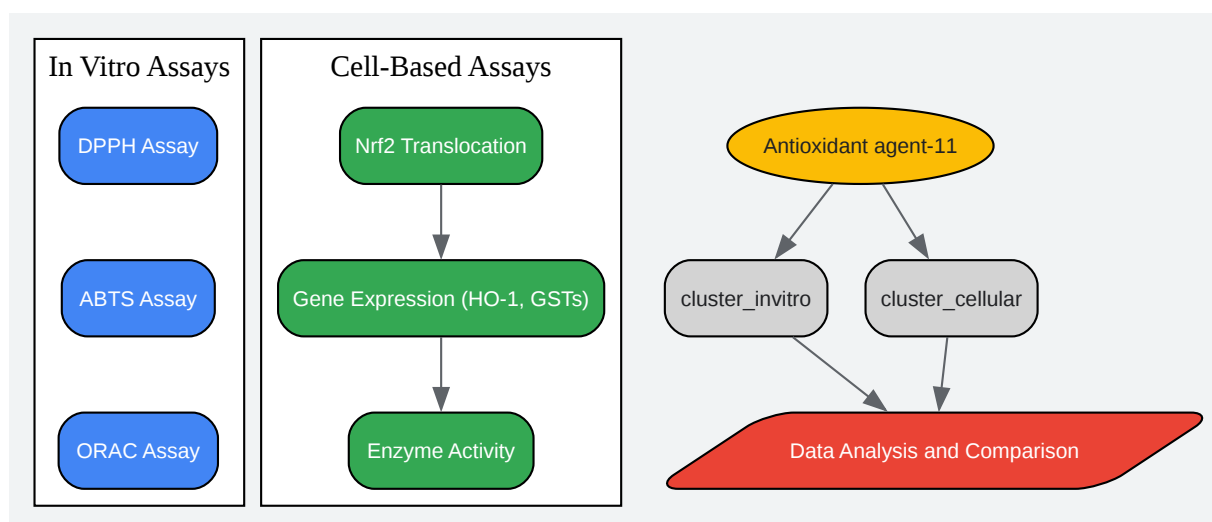 In Vitro Assays
DPPH Assay
ABTS Assay
ORAC Assay
Cell-Based Assays
Nrf2 Translocation
Gene Expression (HO-1, GSTs)
Enzyme Activity
Antioxidant agent-11
cluster_invitro
cluster_cellular
Data Analysis and Comparison